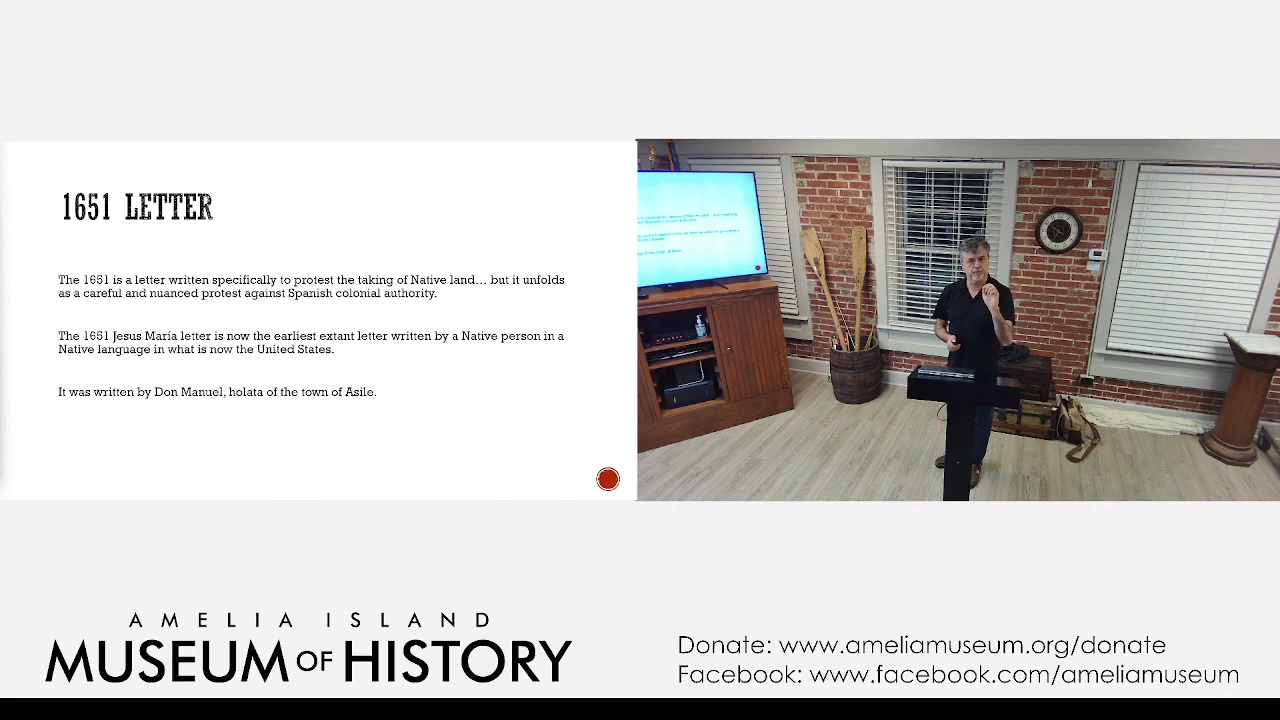 1651 LETTER
The 1651 is a letter written specifically to protest the taking of Native land... but it unfolds
as a careful and nuanced protest against Spanish colonial authority.
The 1651 Jesus María letter is now the earliest extant letter written by a Native person in a
Native language in what is now the United States.
It was written by Don Manuel, holata of the town of Asile.
AMELIA ISLAND
MUSEUM OF HISTORY
Donate: www.ameliamuseum.org/donate
Facebook: www.facebook.com/ameliamuseum